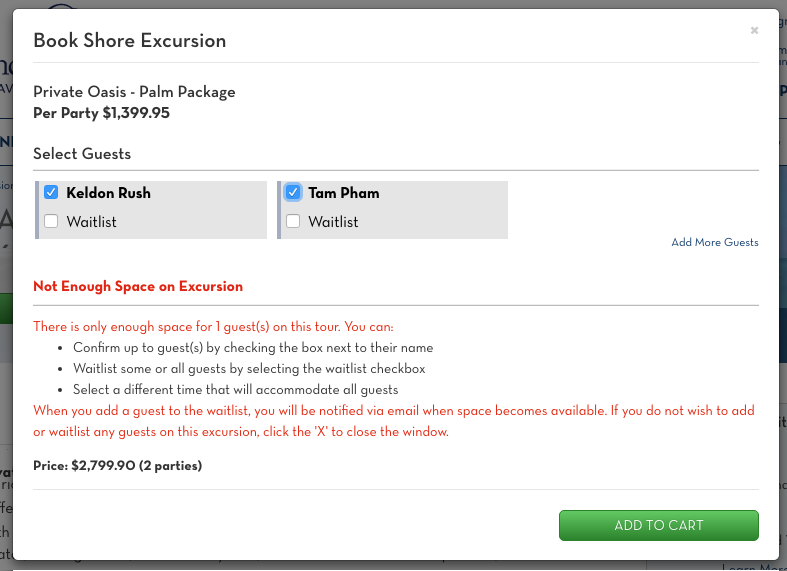 Book Shore Excursion
×
Private Oasis - Palm Package
Per Party $1,399.95
Select Guests
Keldon Rush
Waitlist
Tam Pham
Waitlist
Add More Guests
Not Enough Space on Excursion
There is only enough space for 1 guest(s) on this tour. You can:
• Confirm up to guest(s) by checking the box next to their name
• Waitlist some or all guests by selecting the waitlist checkbox
• Select a different time that will accommodate all guests
When you add a guest to the waitlist, you will be notified via email when space becomes available. If you do not wish to add
or waitlist any guests on this excursion, click the 'X' to close the window.
Price: $2,799.90 (2 parties)
ADD TO CART
Learn More